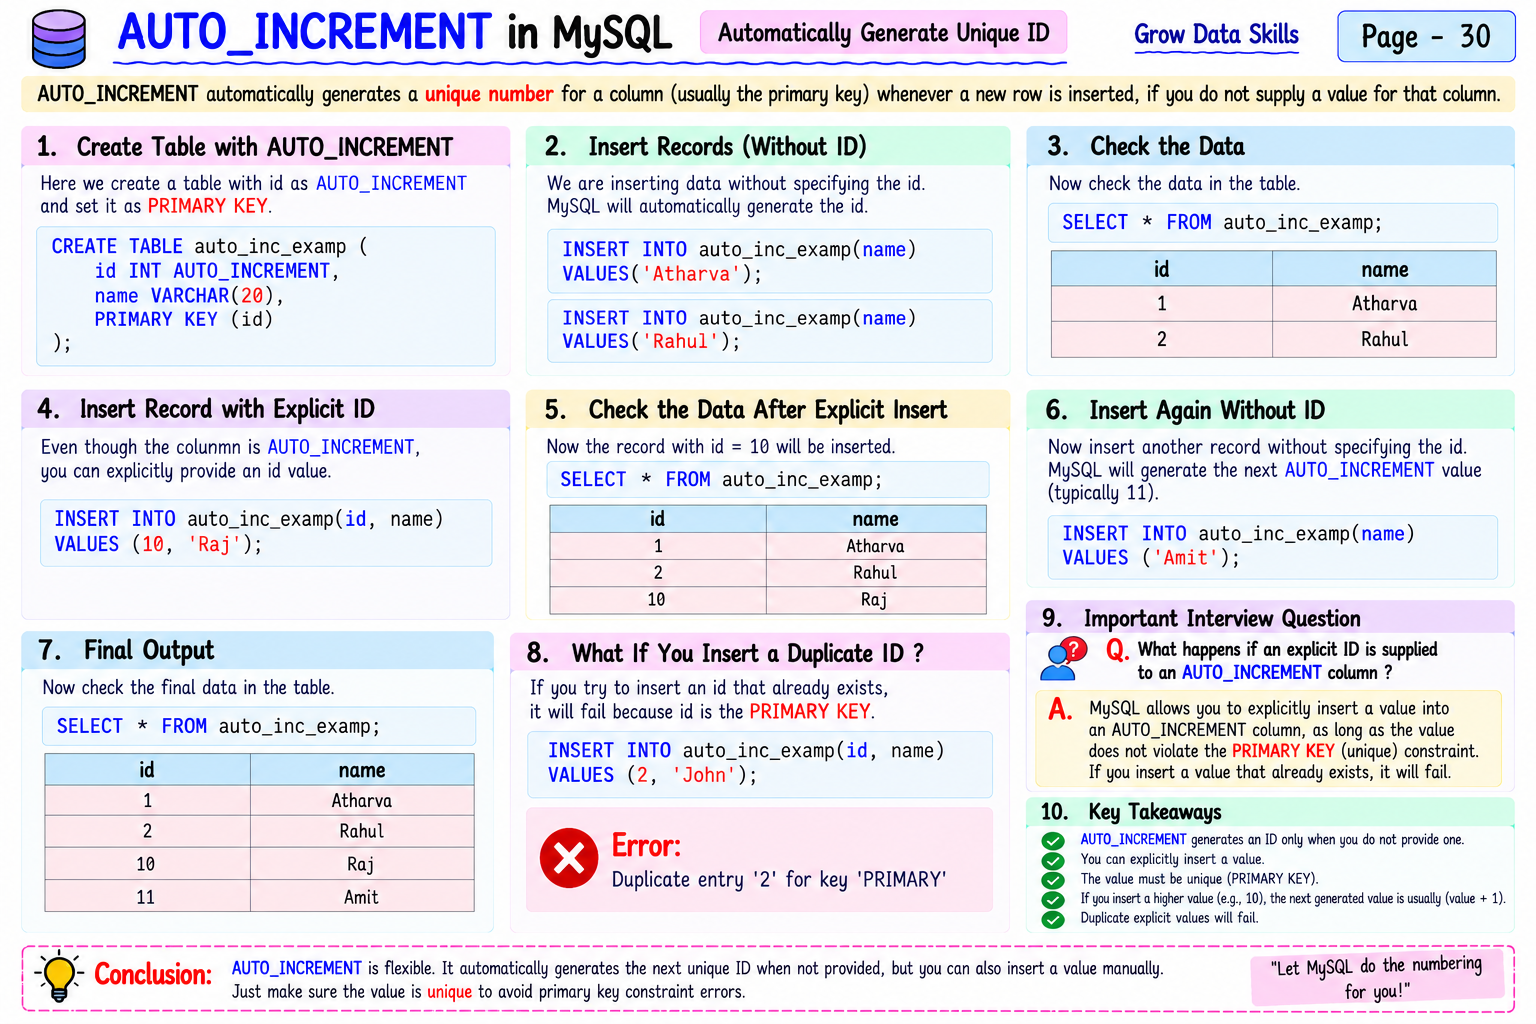 AUTO_INCREMENT in MySQL
Automatically Generate Unique ID
Grow Data Skills
Page - 30
AUTO_INCREMENT automatically generates a unique number for a column (usually the primary key) whenever a new row is inserted, if you do not supply a value for that column.
1. Create Table with AUTO_INCREMENT
Here we create a table with id as AUTO_INCREMENT
and set it as PRIMARY KEY.
CREATE TABLE auto_inc_examp (
id INT AUTO_INCREMENT,
name VARCHAR(20),
PRIMARY KEY (id)
);
2. Insert Records (Without ID)
We are inserting data without specifying the id.
MySQL will automatically generate the id.
INSERT INTO auto_inc_examp(name)
VALUES('Atharva');
INSERT INTO auto_inc_examp(name)
VALUES('Rahul');
3. Check the Data
Now check the data in the table.
SELECT * FROM auto_inc_examp;
id name
1 Atharva
2 Rahul
4. Insert Record with Explicit ID
Even though the colunmn is AUTO_INCREMENT,
you can explicitly provide an id value.
INSERT INTO auto_inc_examp(id, name)
VALUES (10, 'Raj');
5. Check the Data After Explicit Insert
Now the record with id = 10 will be inserted.
SELECT * FROM auto_inc_examp;
id name
1 Atharva
2 Rahul
10 Raj
6. Insert Again Without ID
Now insert another record without specifying the id.
MySQL will generate the next AUTO_INCREMENT value
(typically 11).
INSERT INTO auto_inc_examp(name)
VALUES ('Amit');
7. Final Output
Now check the final data in the table.
SELECT * FROM auto_inc_examp;
id name
1 Atharva
2 Rahul
10 Raj
11 Amit
8. What If You Insert a Duplicate ID ?
If you try to insert an id that already exists,
it will fail because id is the PRIMARY KEY.
INSERT INTO auto_inc_examp(id, name)
VALUES (2, 'John');
Error:
Duplicate entry '2' for key 'PRIMARY'
9. Important Interview Question
?
Q. What happens if an explicit ID is supplied
to an AUTO_INCREMENT column ?
A. MySQL allows you to explicitly insert a value into
an AUTO_INCREMENT column, as long as the value
does not violate the PRIMARY KEY (unique) constraint.
If you insert a value that already exists, it will fail.
10. Key Takeaways
AUTO_INCREMENT generates an ID only when you do not provide one.
You can explicitly insert a value.
The value must be unique (PRIMARY KEY).
If you insert a higher value (e.g., 10), the next generated value is usually (value + 1).
Duplicate explicit values will fail.
Conclusion: AUTO_INCREMENT is flexible. It automatically generates the next unique ID when not provided, but you can also insert a value manually.
Just make sure the value is unique to avoid primary key constraint errors.
"Let MySQL do the numbering
for you!"